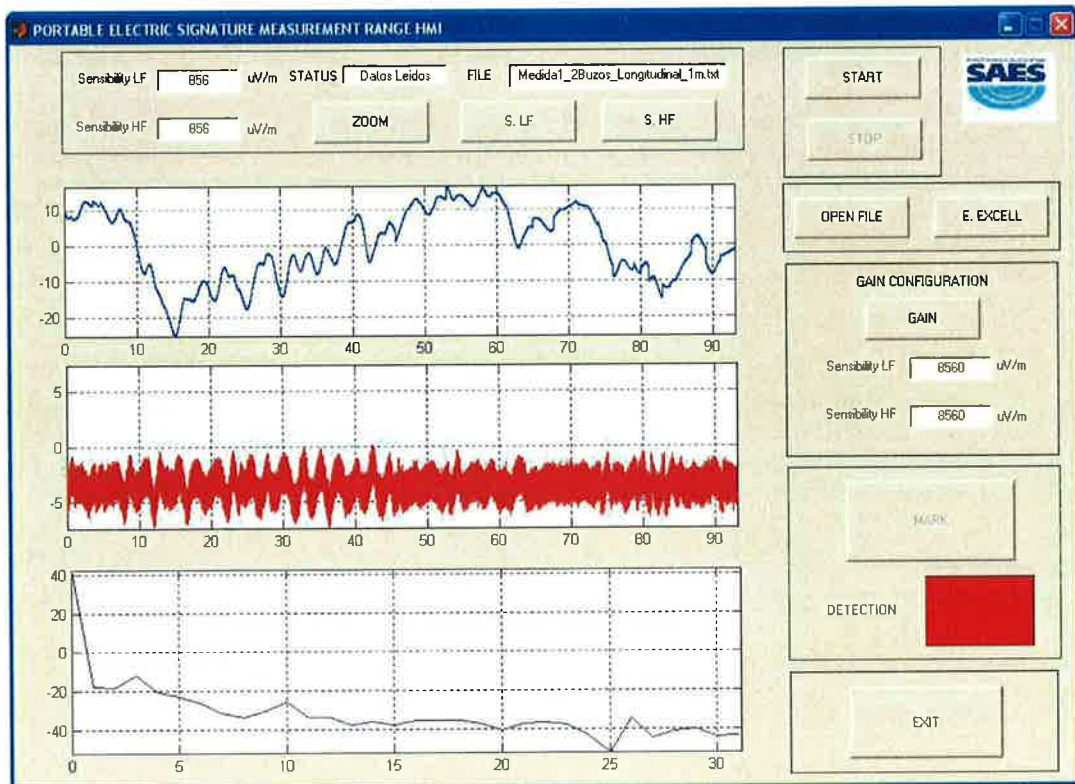 PORTABLE ELECTRIC SIGNATURE MEASUREMENT RANGE HMI
Sensibility LF 856 uV/m STATUS Datos Leidos FILE Medida1_2Buzos_Longitudinal_1m.txt
Sensibility HF 856 uV/m ZOOM S. LF S. HF
START
STOP
SAES
OPEN FILE E. EXCELL
GAIN CONFIGURATION
GAIN
Sensibility LF 8560 uV/m
Sensibility HF 8560 uV/m
MARK
DETECTION
EXIT
10
0
-10
-20
0 10 20 30 40 50 60 70 80 90
5
0
-5
0 10 20 30 40 50 60 70 80 90
40
20
0
-20
-40
0 5 10 15 20 25 30